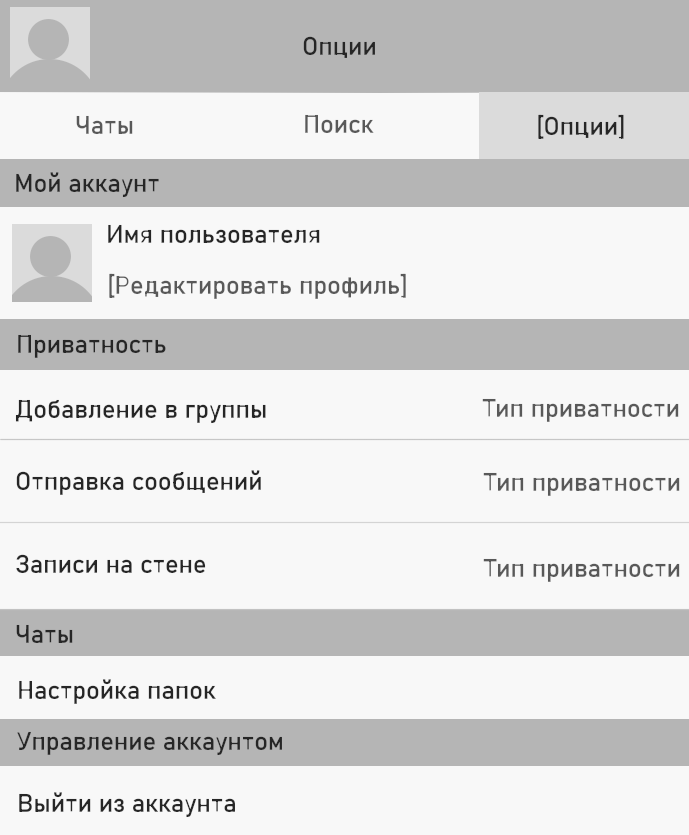 Опции
Чаты Поиск [Опции]
Мой аккаунт
Имя пользователя
[Редактировать профиль]
Приватность
Добавление в группы Тип приватности
Отправка сообщений Тип приватности
Записи на стене Тип приватности
Чаты
Настройка папок
Управление аккаунтом
Выйти из аккаунта